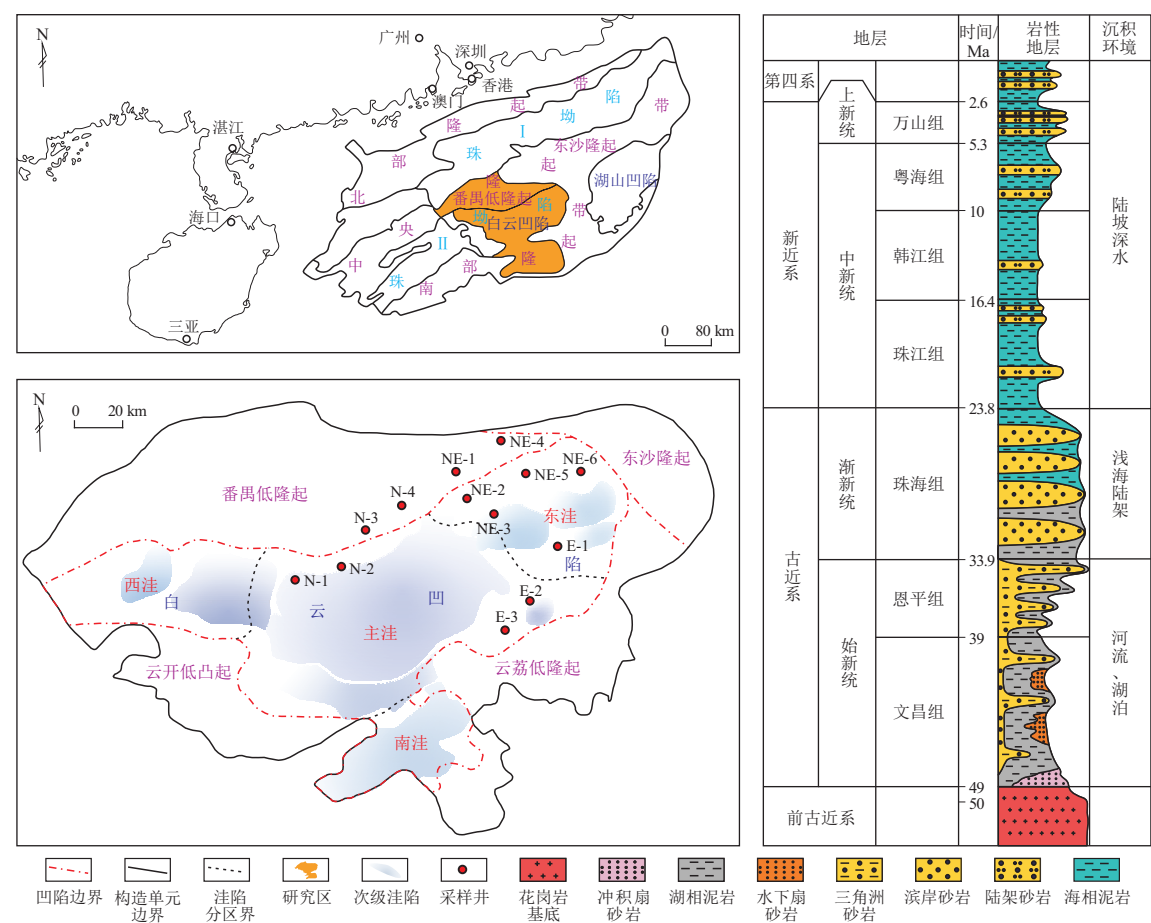 N
广州
深圳
香港
澳门
湛江
海口
三亚
北部隆起带
珠I坳陷
东沙隆起
中央隆起带
番禺低隆起
白云凹陷
湖山凹陷
珠II坳陷
南部隆起带
0 80 km
N
0 20 km
NE-4
NE-1
NE-6
NE-5
东沙隆起
番禺低隆起
N-4
NE-2
N-3
NE-3
东洼
E-1
陷
N-2
N-1
西洼
白
云
凹
E-2
E-3
主洼
云开低凸起
云荔低隆起
南洼
地层
时间/
Ma
岩性
地层
沉积
环境
第四系
上新统
2.6
万山组
5.3
粤海组
10
新近系
中新统
韩江组
陆坡深水
16.4
珠江组
23.8
渐新统
珠海组
浅海陆架
古近系
33.9
恩平组
39
始新统
文昌组
河流、湖泊
49
50
前古近系
凹陷边界
构造单元
边界
洼陷
分区界
研究区
次级洼陷
采样井
花岗岩
基底
冲积扇
砂岩
湖相泥岩
水下扇
砂岩
三角洲
砂岩
滨岸砂岩
陆架砂岩
海相泥岩